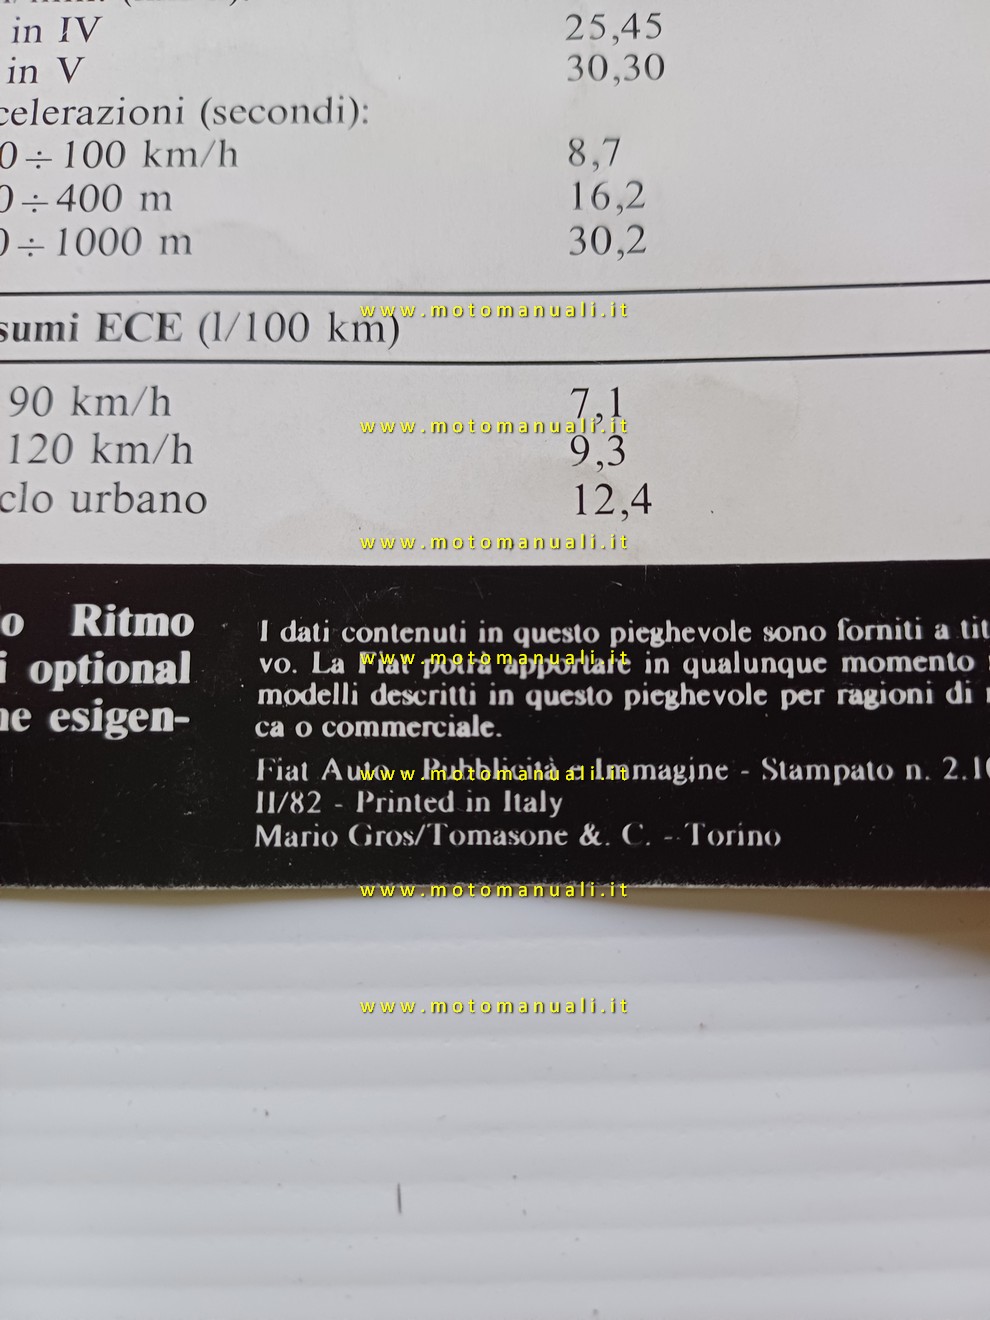 in IV 25,45
in V 30,30
celerazioni (secondi):
0÷100 km/h 8,7
0÷400 m 16,2
0÷1000 m 30,2
www.motomanuali.it
sumi ECE (l/100 km)
90 km/h 7,1
www.motomanuali.it
120 km/h 9,3
clo urbano 12,4
www.motomanuali.it
o Ritmo
i optional
ne esigen-
I dati contenuti in questo pieghevole sono forniti a tit
vo. La Fiat potrà apportare in qualunque momento
www.motomanuali.it
modelli descritti in questo pieghevole per ragioni di
ca o commerciale.
Fiat Auto - Pubblicità e Immagine - Stampato n. 2.1
www.motomanuali.it
II/82 - Printed in Italy
Mario Gros/Tomasone &. C. - Torino
www.motomanuali.it
www.motomanuali.it